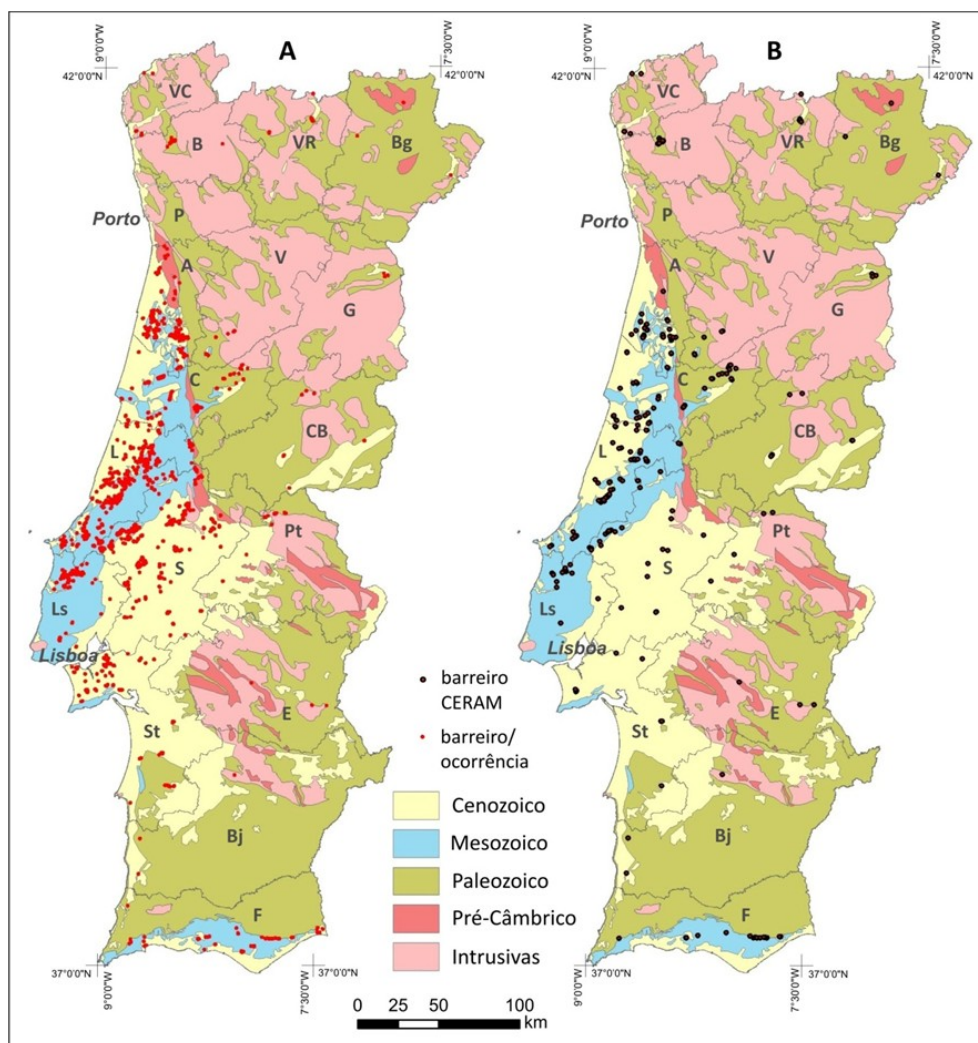 A
B
9°0'0"W
7°30'0"W
42°0'0"N
42°0'0"N
9°0'0"W
7°30'0"W
42°0'0"N
42°0'0"N
VC
B
VR
Bg
Porto
P
A
V
G
C
CB
L
Pt
S
Ls
Lisboa
E
St
Bj
F
VC
B
VR
Bg
Porto
P
A
V
G
C
CB
L
Pt
S
Ls
Lisboa
E
St
Bj
F
barreiro
CERAM
barreiro/
ocorrência
Cenozoico
Mesozoico
Paleozoico
Pré-Câmbrico
Intrusivas
37°0'0"N
9°0'0"W
37°0'0"N
7°30'0"W
37°0'0"N
9°0'0"W
37°0'0"N
7°30'0"W
0 25 50 100
km